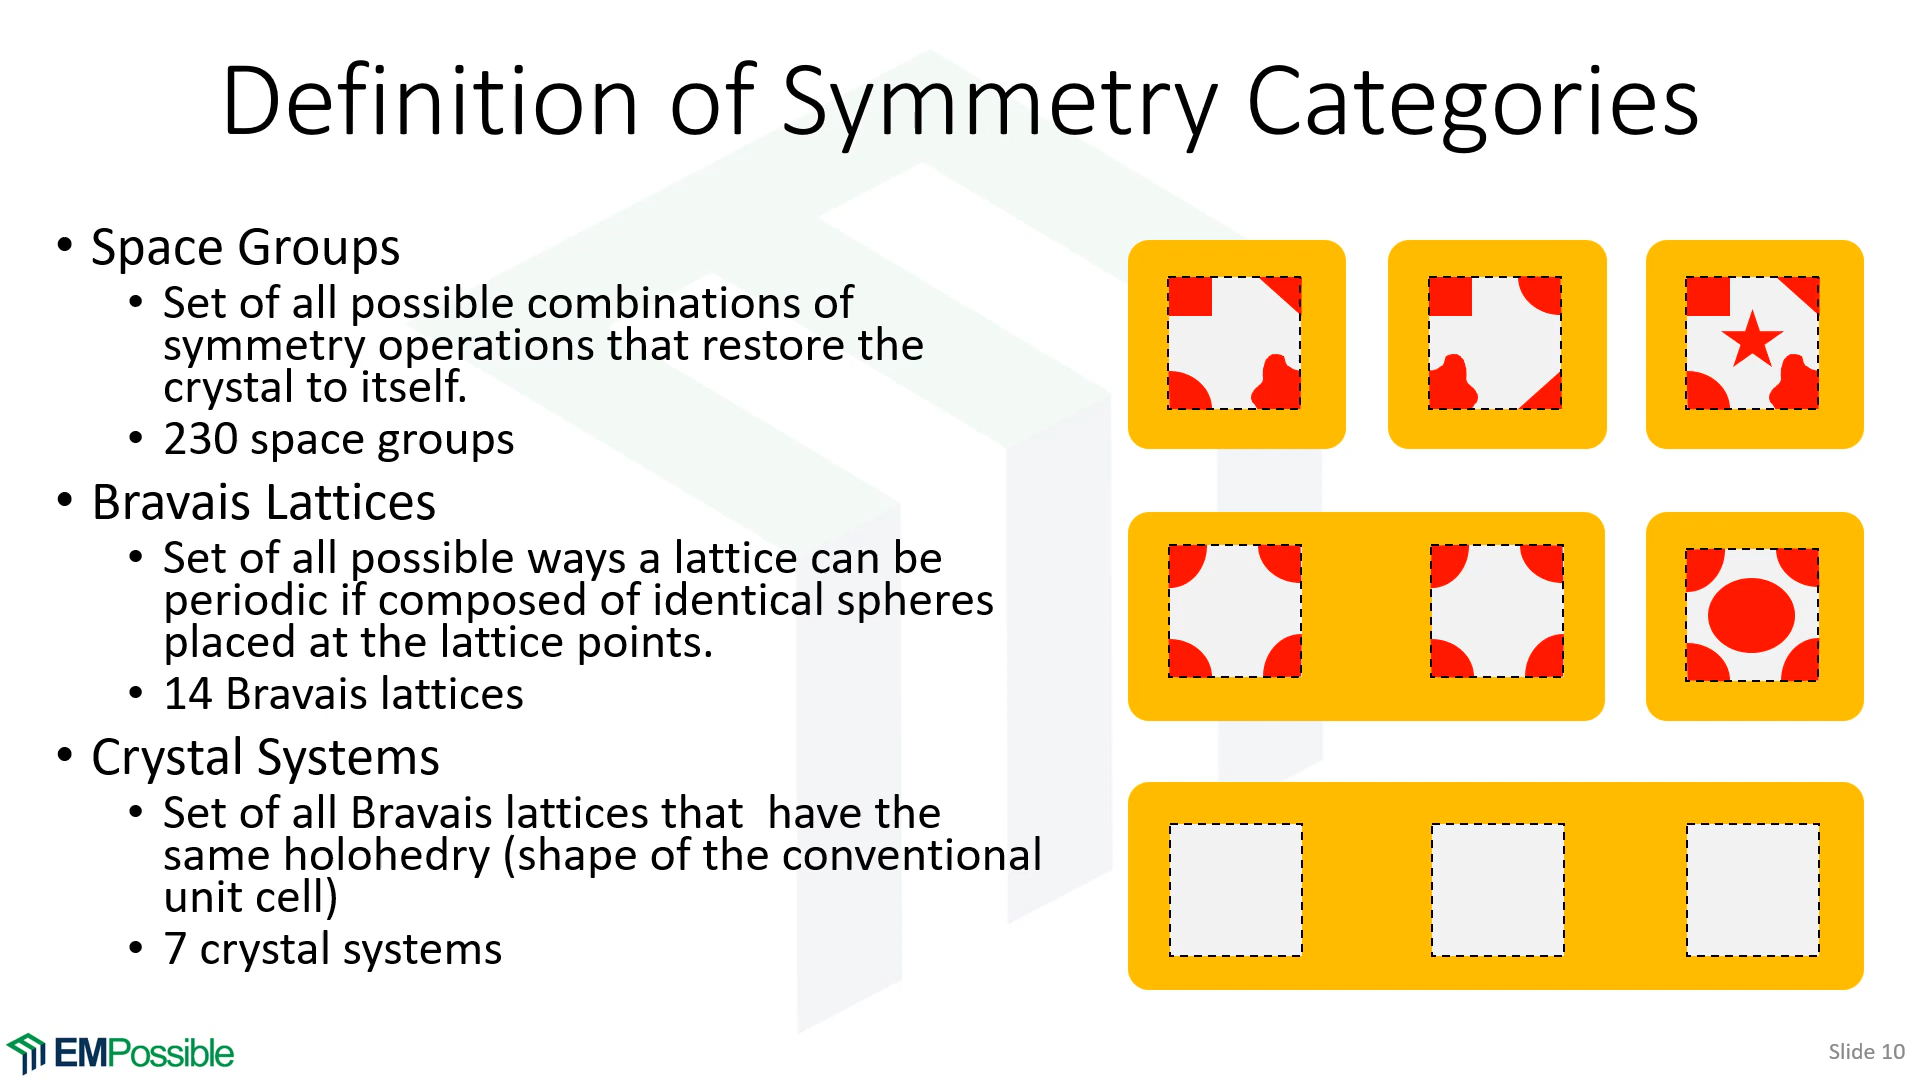 Definition of Symmetry Categories
• Space Groups
• Set of all possible combinations of
symmetry operations that restore the
crystal to itself.
• 230 space groups
• Bravais Lattices
• Set of all possible ways a lattice can be
periodic if composed of identical spheres
placed at the lattice points.
• 14 Bravais lattices
• Crystal Systems
• Set of all Bravais lattices that  have the
same holohedry (shape of the conventional
unit cell)
• 7 crystal systems
EMPossible
Slide 10